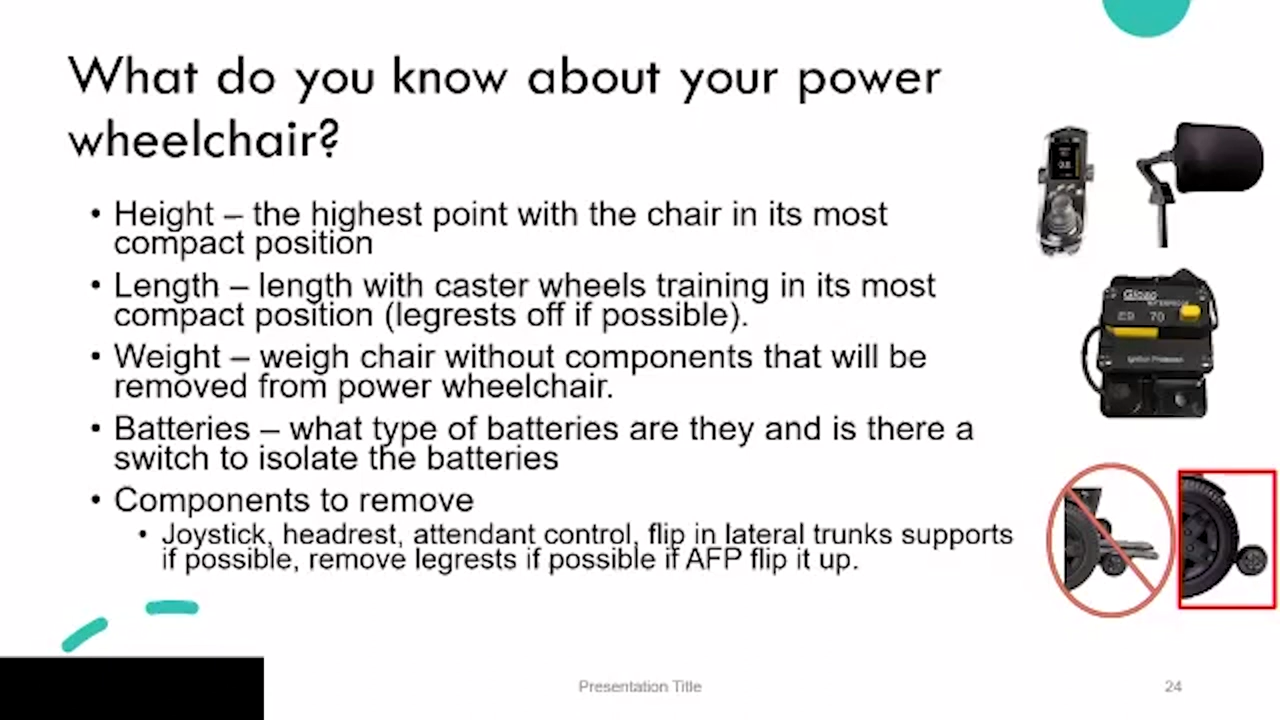 What do you know about your power
wheelchair?
• Height – the highest point with the chair in its most
compact position
• Length – length with caster wheels training in its most
compact position (legrests off if possible).
• Weight – weigh chair without components that will be
removed from power wheelchair.
• Batteries – what type of batteries are they and is there a
switch to isolate the batteries
• Components to remove
• Joystick, headrest, attendant control, flip in lateral trunks supports
if possible, remove legrests if possible if AFP flip it up.
E9 70
Ignition Protected
Presentation Title
24